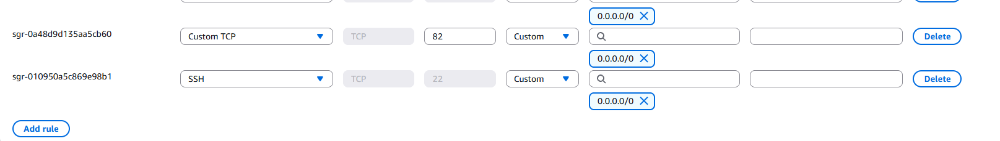 0.0.0.0/0
sgr-0a48d9d135aa5cb60 Custom TCP TCP 82 Custom Delete
0.0.0.0/0
sgr-010950a5c869e98b1 SSH TCP 22 Custom Delete
0.0.0.0/0
Add rule